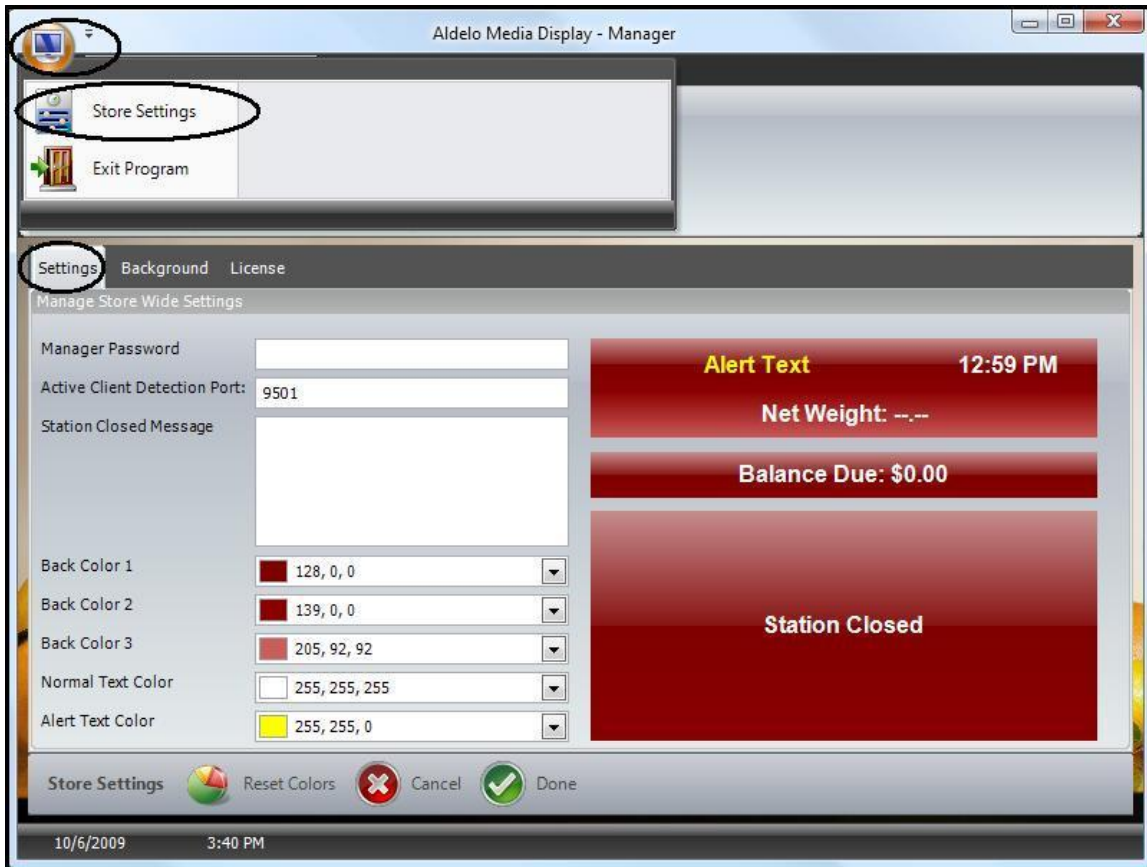 Aldelo Media Display - Manager
Store Settings
Exit Program
Settings Background License
Manage Store Wide Settings
Manager Password
Active Client Detection Port: 9501
Station Closed Message
Back Color 1 128, 0, 0
Back Color 2 139, 0, 0
Back Color 3 205, 92, 92
Normal Text Color 255, 255, 255
Alert Text Color 255, 255, 0
Alert Text 12:59 PM
Net Weight: --.--
Balance Due: $0.00
Station Closed
Store Settings Reset Colors Cancel Done
10/6/2009 3:40 PM